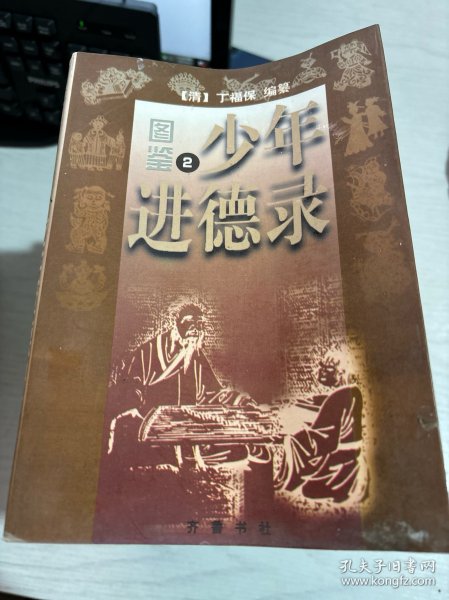 【清】丁福保 编纂
图鉴
2
少年
进德录
齐鲁书社
孔夫子旧书网
www.kongfz.com